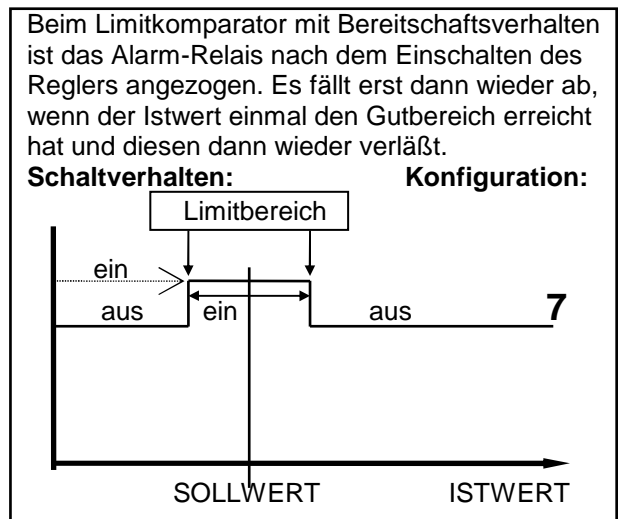 Beim Limitkomparator mit Bereitschaftsverhalten
ist das Alarm-Relais nach dem Einschalten des
Reglers angezogen. Es fällt erst dann wieder ab,
wenn der Istwert einmal den Gutbereich erreicht
hat und diesen dann wieder verläßt.
Schaltverhalten: Konfiguration:
Limitbereich
ein
aus ein aus 7
SOLLWERT ISTWERT